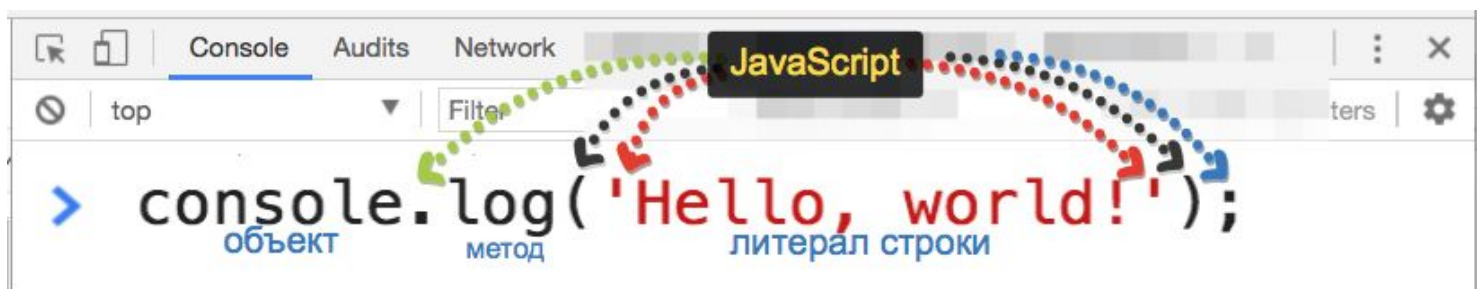 Console Audits Network
JavaScript
top Filter ters
console.log('Hello, world!');
объект метод литерал строки